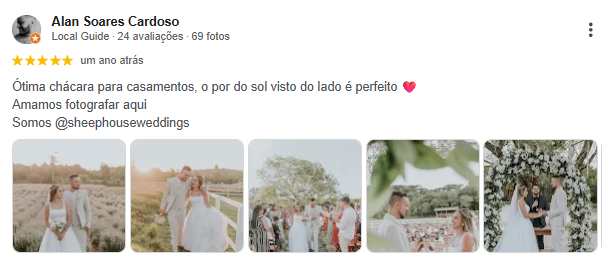 Alan Soares Cardoso
Local Guide · 24 avaliações · 69 fotos
um ano atrás
Ótima chácara para casamentos, o por do sol visto do lado é perfeito 💓
Amamos fotografar aqui
Somos @sheephouseweddings